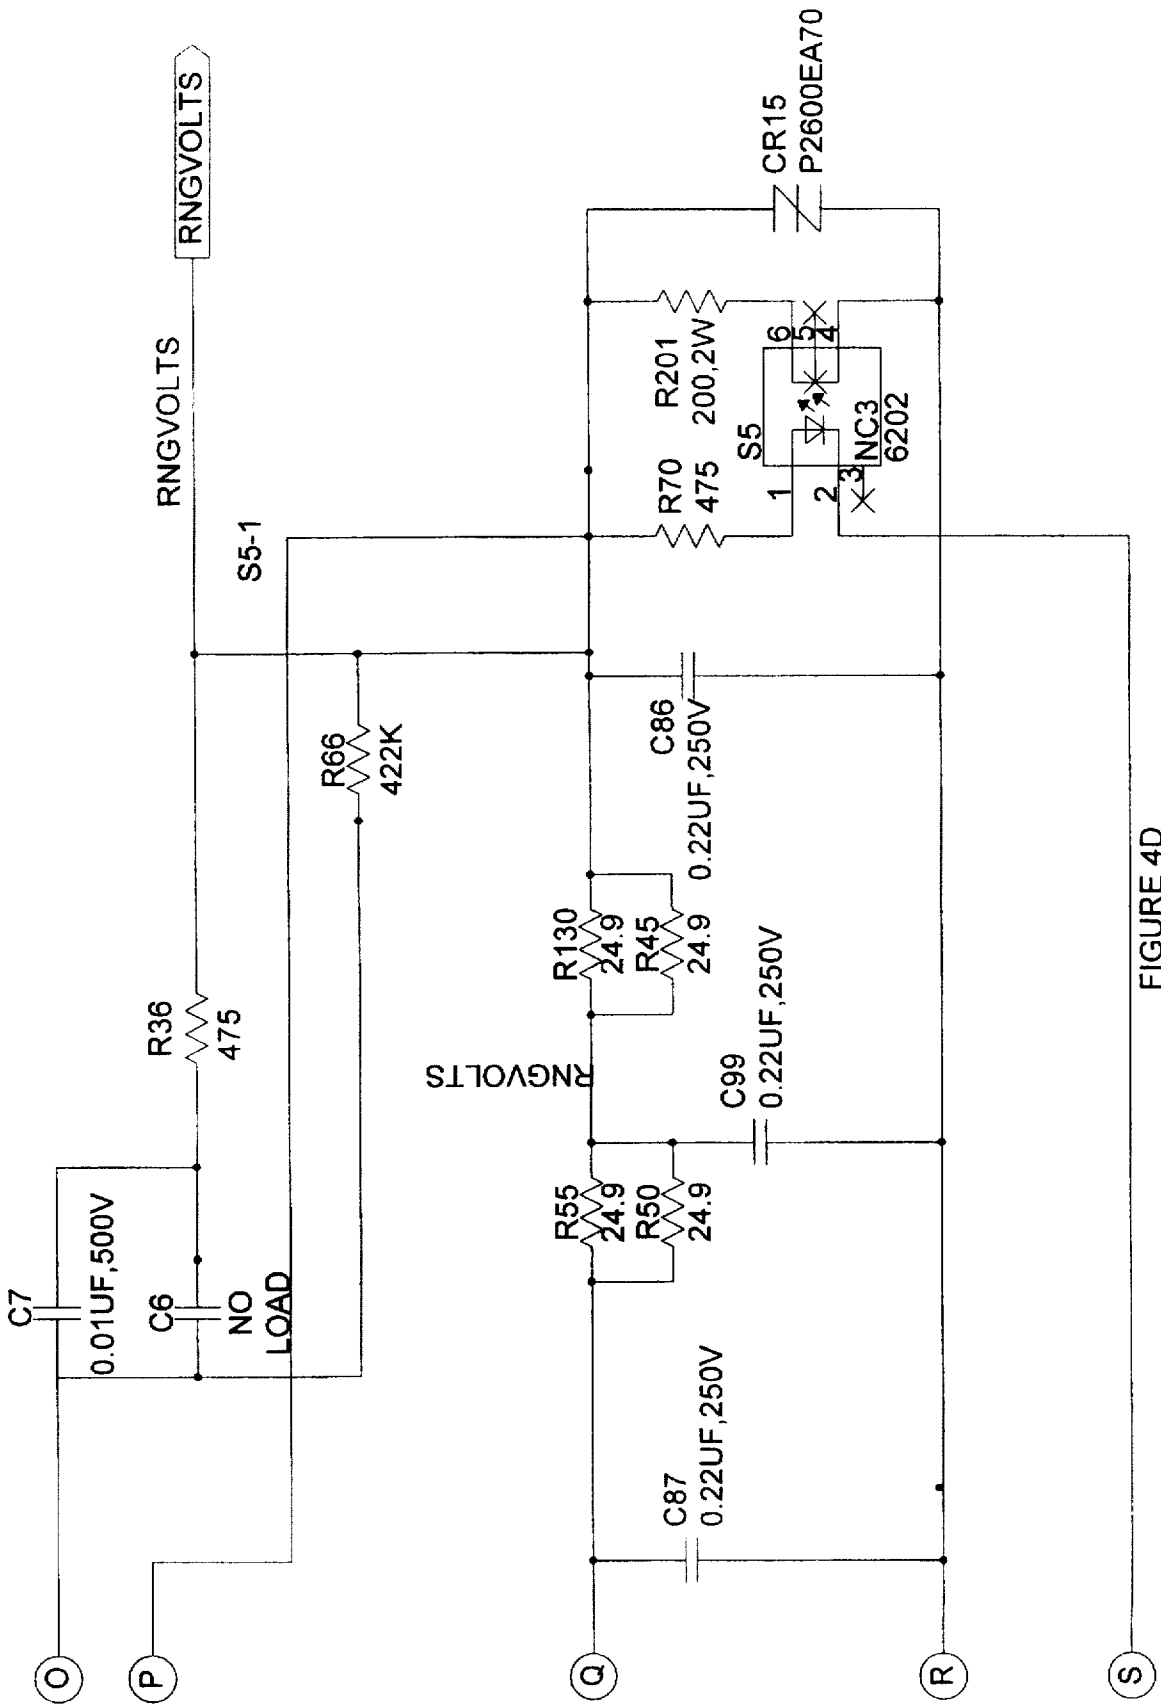 RNGVOLTS
RNGVOLTS
S5-1
C7
0.01UF,500V
C6
NO
LOAD
R36
475
R66
422K
O
P
Q
R
S
RNGVOLTS
R55
24.9
R50
24.9
R130
24.9
R45
24.9
C87
0.22UF,250V
C99
0.22UF,250V
C86
0.22UF,250V
R70
475
R201
200,2W
S5
1
2
3
NC3
6202
6
5
4
CR15
P2600EA70
FIGURE 4D